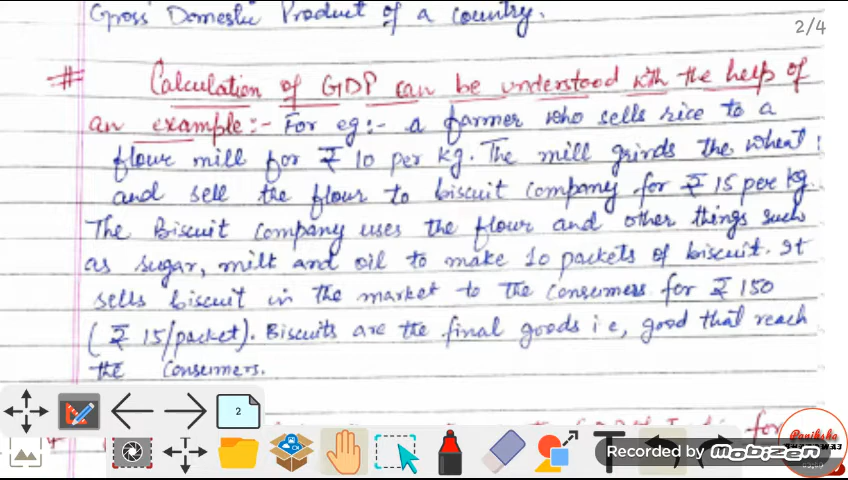 Gross Domestic Product of a country.
2/4
# Calculation of GDP can be understood with the help of
an example:- For eg:- a farmer who sells rice to a
flour mill for ₹ 10 per kg. The mill grinds the wheat
and sell the flour to biscuit company for ₹ 15 per kg.
The Biscuit company uses the flour and other things such
as sugar, milk and oil to make 10 packets of biscuit. It
sells biscuit in the market to the consumers for ₹ 150
(₹ 15/packet). Biscuits are the final goods i.e, good that reach
the consumers.
2
for
T
Recorded by mobizen